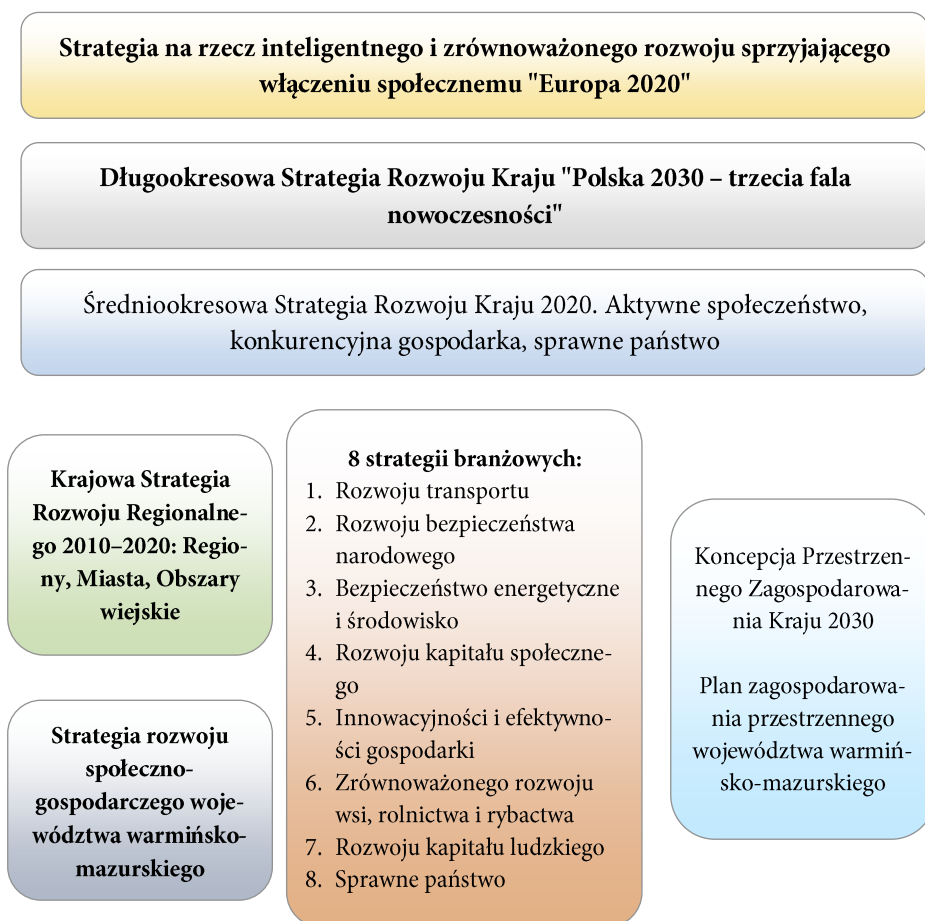 Strategia na rzecz inteligentnego i zrównoważonego rozwoju sprzyjającego
włączeniu społecznemu "Europa 2020"
Długookresowa Strategia Rozwoju Kraju "Polska 2030 – trzecia fala
nowoczesności"
Średniookresowa Strategia Rozwoju Kraju 2020. Aktywne społeczeństwo,
konkurencyjna gospodarka, sprawne państwo
Krajowa Strategia
Rozwoju Regionalne-
go 2010–2020: Regio-
ny, Miasta, Obszary
wiejskie
Strategia rozwoju
społeczno-
gospodarczego woje-
wództwa warmińsko-
mazurskiego
8 strategii branżowych:
1. Rozwoju transportu
2. Rozwoju bezpieczeństwa
narodowego
3. Bezpieczeństwo energetyczne
i środowisko
4. Rozwoju kapitału społeczne-
go
5. Innowacyjności i efektywno-
ści gospodarki
6. Zrównoważonego rozwoju
wsi, rolnictwa i rybactwa
7. Rozwoju kapitału ludzkiego
8. Sprawne państwo
Koncepcja Przestrzen-
nego Zagospodarowa-
nia Kraju 2030
Plan zagospodarowa-
nia przestrzennego
województwa warmiń-
sko-mazurskiego